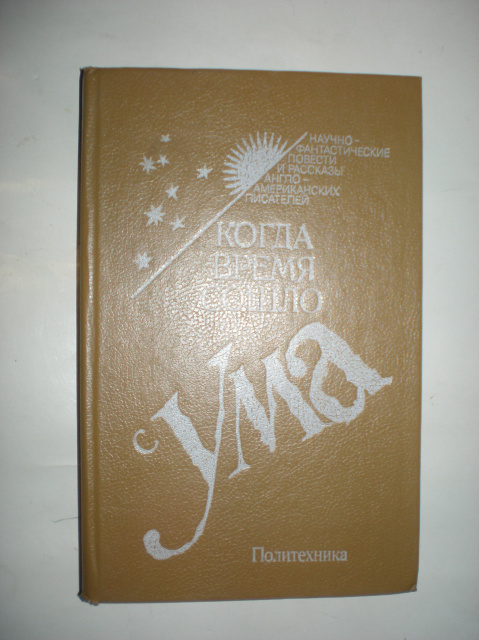 НАУЧНО-
ФАНТАСТИЧЕСКИЕ
ПОВЕСТИ
И РАССКАЗЫ
АНГЛО-
АМЕРИКАНСКИХ
ПИСАТЕЛЕЙ
КОГДА
ВРЕМЯ
СОШЛО
С УМА
Политехника